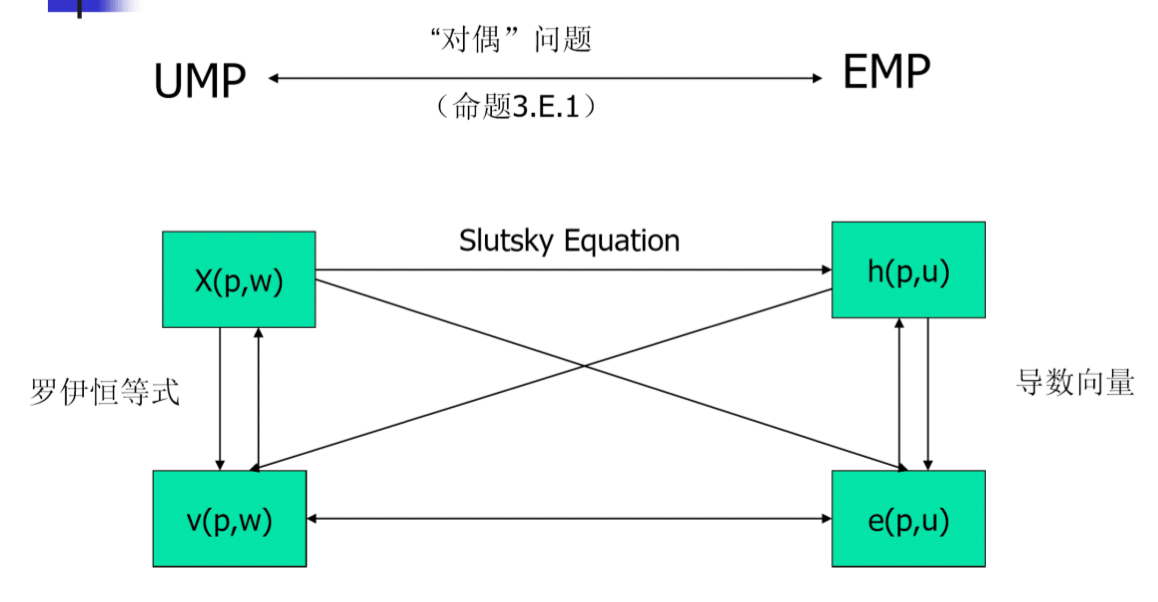 “对偶”问题
UMP
EMP
（命题3.E.1）
Slutsky Equation
X(p,w)
h(p,u)
罗伊恒等式
导数向量
v(p,w)
e(p,u)